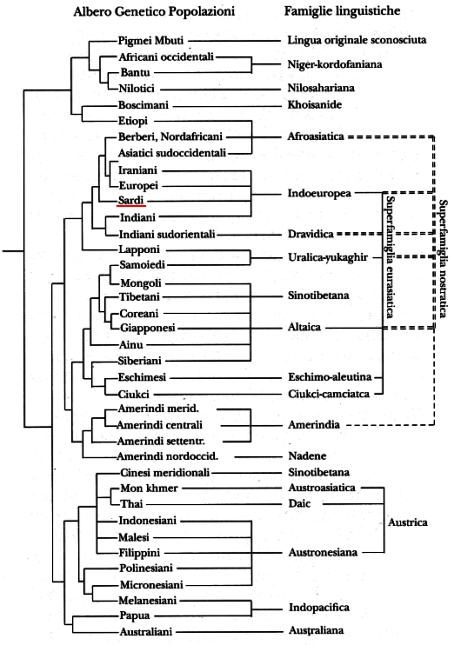 Albero Genetico Popolazioni Famiglie linguistiche
Pigmei Mbuti Lingua originale sconosciuta
Africani occidentali
Niger-kordofaniana
Bantu
Nilotici Nilosahariana
Boscimani Khoisanide
Etiopi
Berberi, Nordafricani Afroasiatica
Asiatici sudoccidentali
Iraniani
Europei
Indoeuropea
Sardi
Indiani
Indiani sudorientali Dravidica
Lapponi
Uralica-yukaghir
Samoiedi
Mongoli
Tibetani Sinotibetana
Coreani
Giapponesi Altaica
Ainu
Siberiani
Eschimesi Eschimo-aleutina
Ciukci Ciukci-camciatca
Superfamiglia eurasiatica
Superfamiglia nostratica
Amerindi merid.
Amerindi centrali Amerindia
Amerindi settentr.
Amerindi nordoccid. Nadene
Cinesi meridionali Sinotibetana
Mon khmer Austroasiatica
Thai Daic
Indonesiani
Austrica
Malesi
Filippini Austronesiana
Polinesiani
Micronesiani
Melanesiani
Indopacifica
Papua
Australiani Australiana